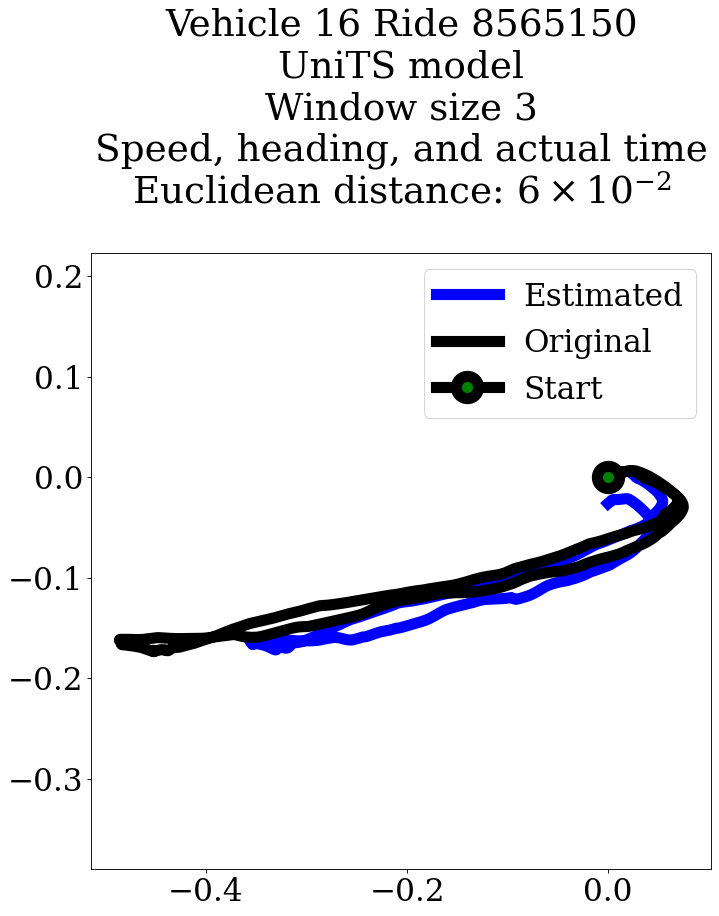 Vehicle 16 Ride 8565150
UniTS model
Window size 3
Speed, heading, and actual time
Euclidean distance: 6 × 10⁻²
Estimated
Original
Start
0.2
0.1
0.0
−0.1
−0.2
−0.3
−0.4
−0.2
0.0